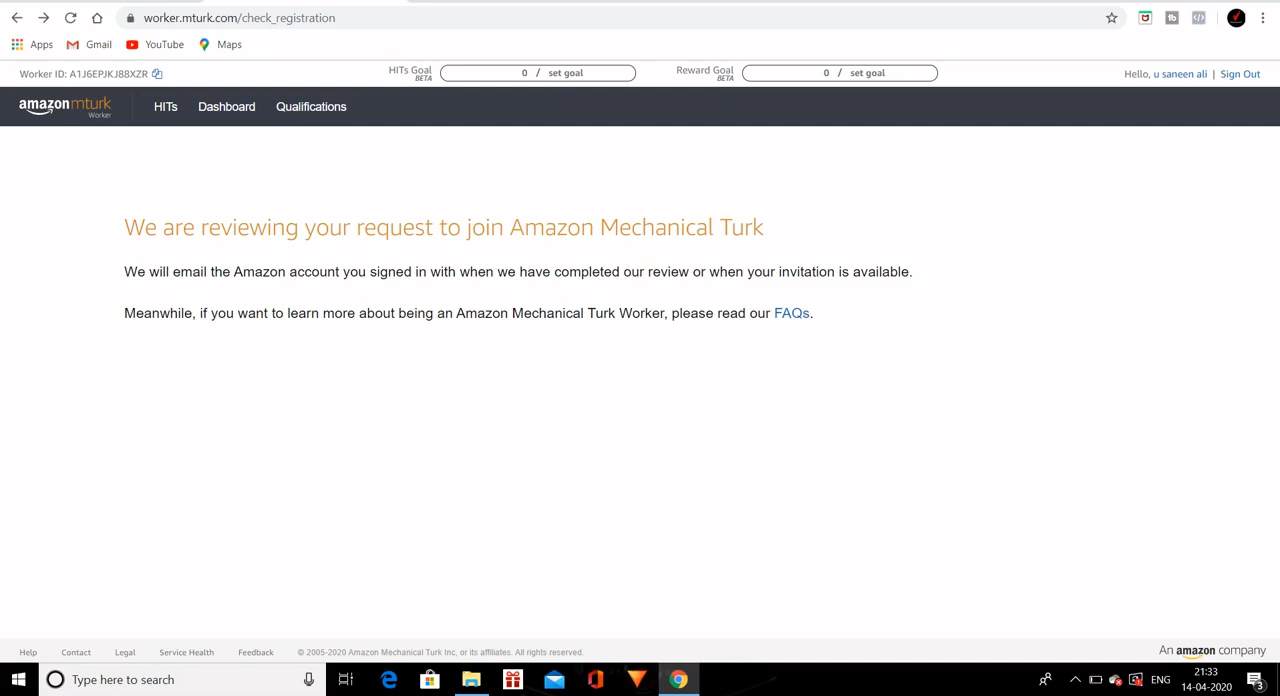 worker.mturk.com/check_registration
Apps Gmail YouTube Maps
Worker ID: A1J6EPJKJ88XZR HITs Goal BETA 0 / set goal Reward Goal BETA 0 / set goal Hello, u saneen ali | Sign Out
amazonmturk Worker HITs Dashboard Qualifications
We are reviewing your request to join Amazon Mechanical Turk
We will email the Amazon account you signed in with when we have completed our review or when your invitation is available.
Meanwhile, if you want to learn more about being an Amazon Mechanical Turk Worker, please read our FAQs.
Help Contact Legal Service Health Feedback © 2005-2020 Amazon Mechanical Turk Inc, or its affiliates. All rights reserved. An amazon company
Type here to search ENG 21:33
14-04-2020 3